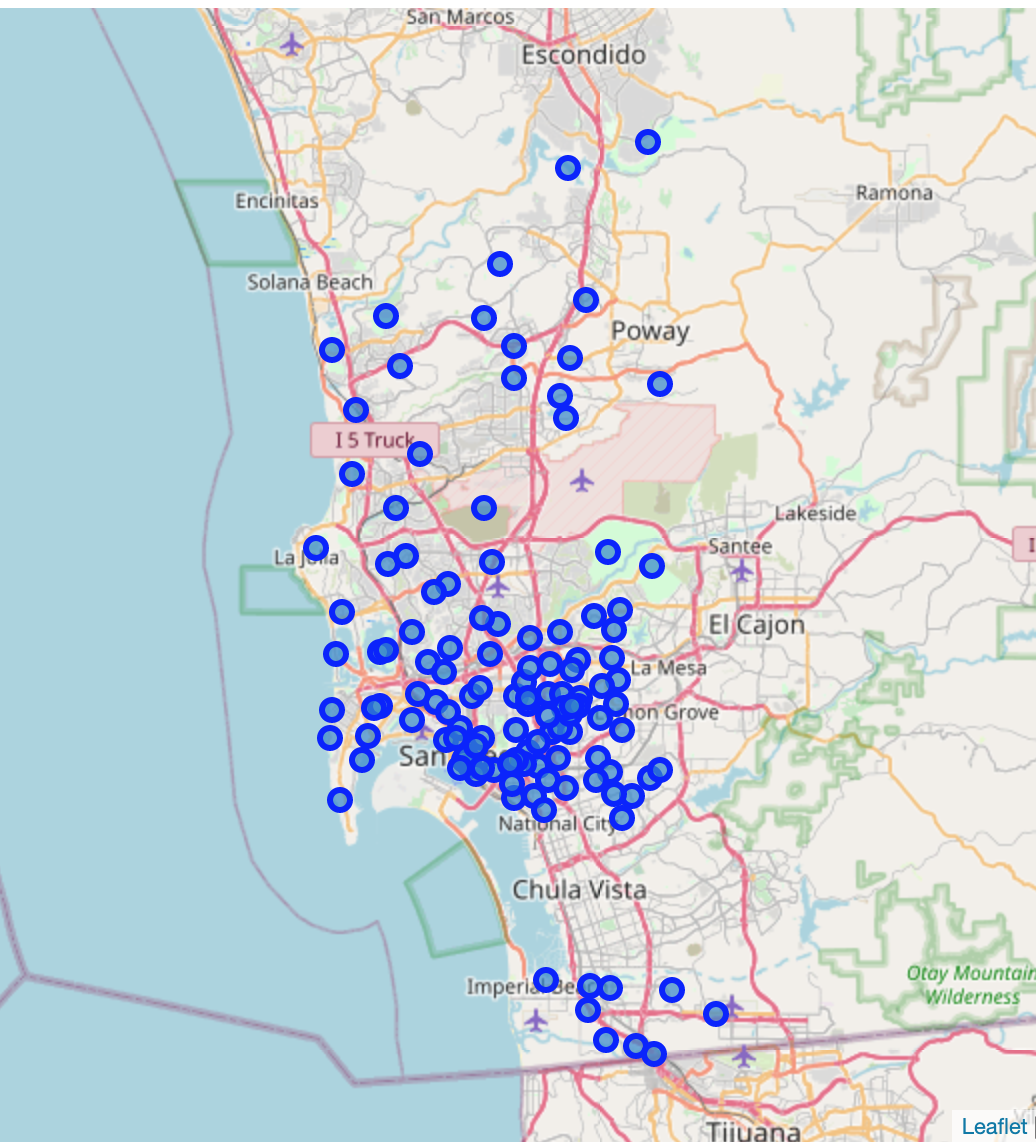 San Marcos
Escondido
Ramona
Encinitas
Solana Beach
Poway
I 5 Truck
Lakeside
Santee
La Jolla
El Cajon
La Mesa
mon Grove
San
National City
Chula Vista
Imperial Be
Otay Mountain
Wilderness
Tijuana
Leaflet